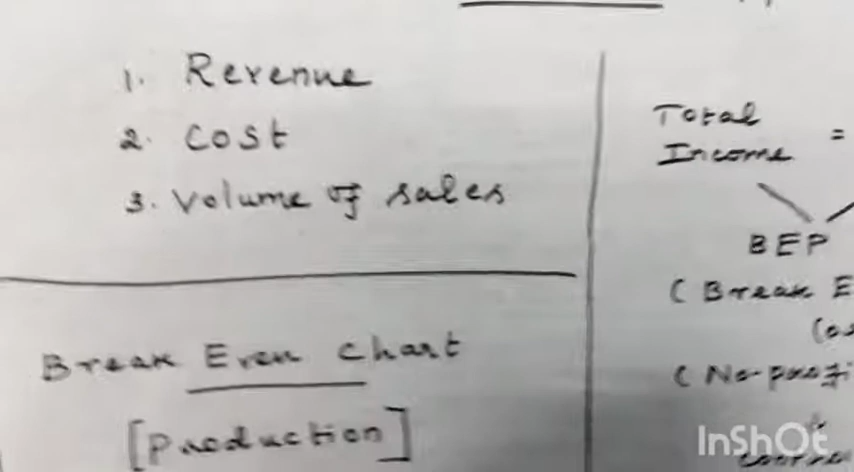 1. Revenue
2. Cost
3. Volume of sales
Break Even Chart
[Production]
Total
Income =
BEP
( Break E
(os
( No-profi
InShOt